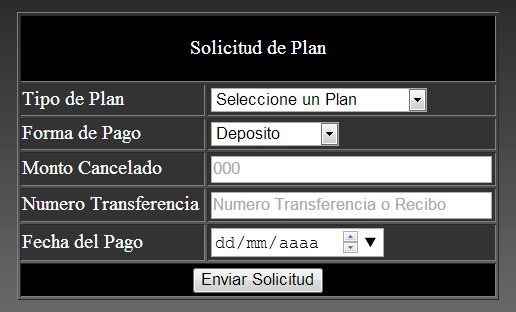 Solicitud de Plan
Tipo de Plan Seleccione un Plan
Forma de Pago Deposito
Monto Cancelado 000
Numero Transferencia Numero Transferencia o Recibo
Fecha del Pago dd/mm/aaaa
Enviar Solicitud